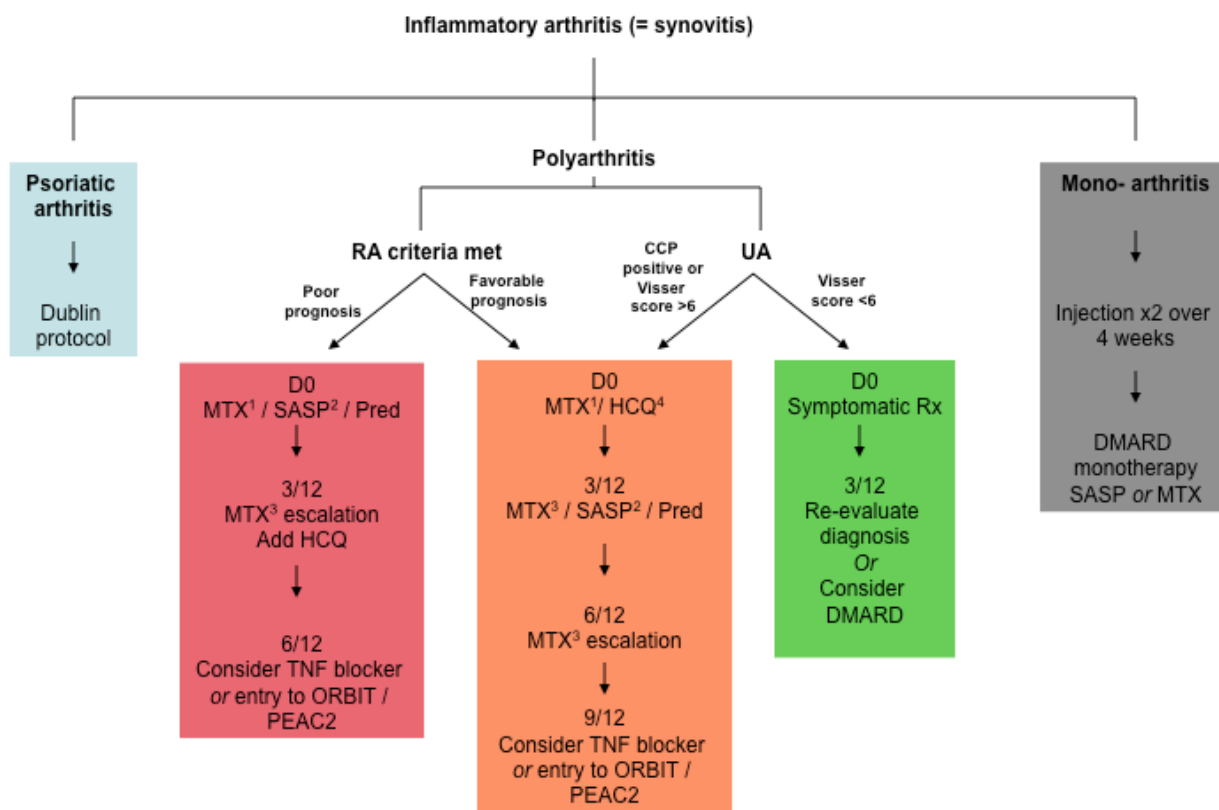 Inflammatory arthritis (= synovitis)
Psoriatic
arthritis
Dublin
protocol
Polyarthritis
RA criteria met
Poor
prognosis
Favorable
prognosis
UA
CCP
positive or
Visser
score >6
Visser
score <6
D0
MTX¹ / SASP² / Pred
3/12
MTX³ escalation
Add HCQ
6/12
Consider TNF blocker
or entry to ORBIT /
PEAC2
D0
MTX¹/ HCQ⁴
3/12
MTX³ / SASP² / Pred
6/12
MTX³ escalation
9/12
Consider TNF blocker
or entry to ORBIT /
PEAC2
D0
Symptomatic Rx
3/12
Re-evaluate
diagnosis
Or
Consider
DMARD
Mono- arthritis
Injection x2 over
4 weeks
DMARD
monotherapy
SASP or MTX